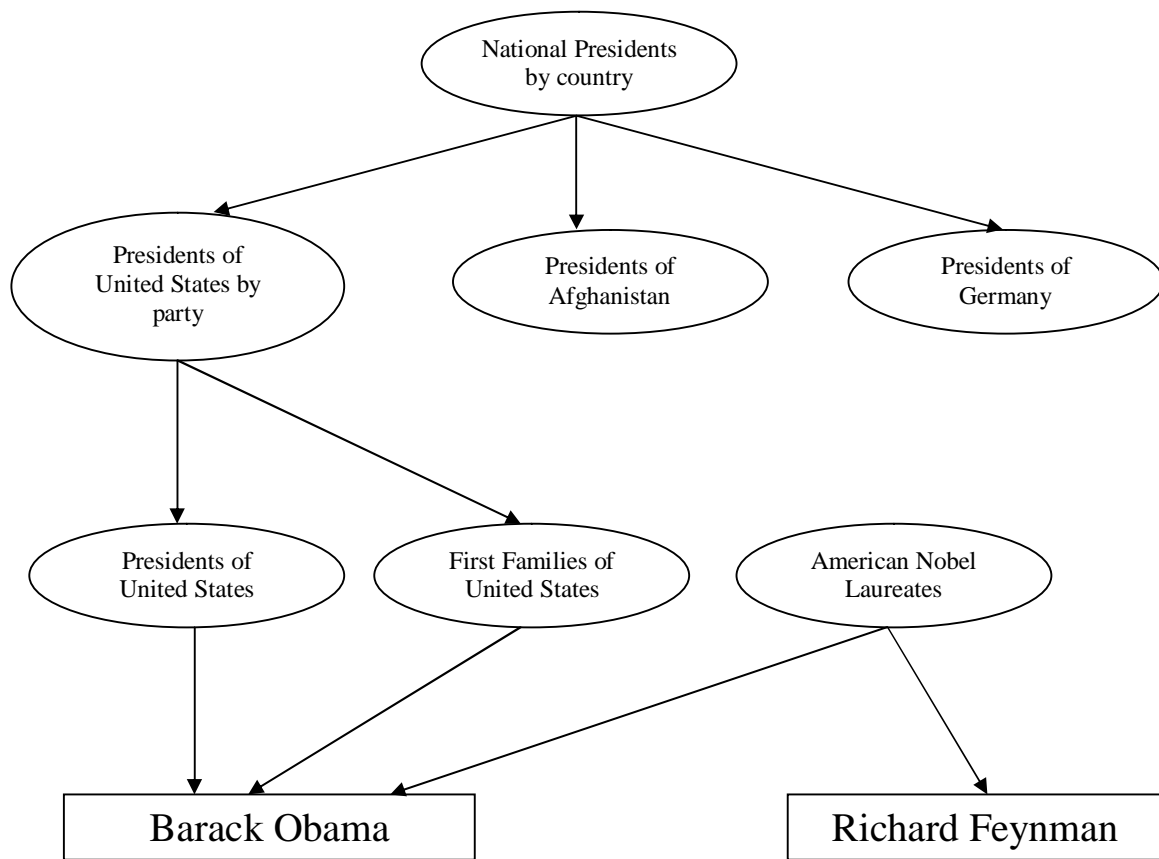 National Presidents
by country
Presidents of
United States by
party
Presidents of
Afghanistan
Presidents of
Germany
Presidents of
United States
First Families of
United States
American Nobel
Laureates
Barack Obama
Richard Feynman